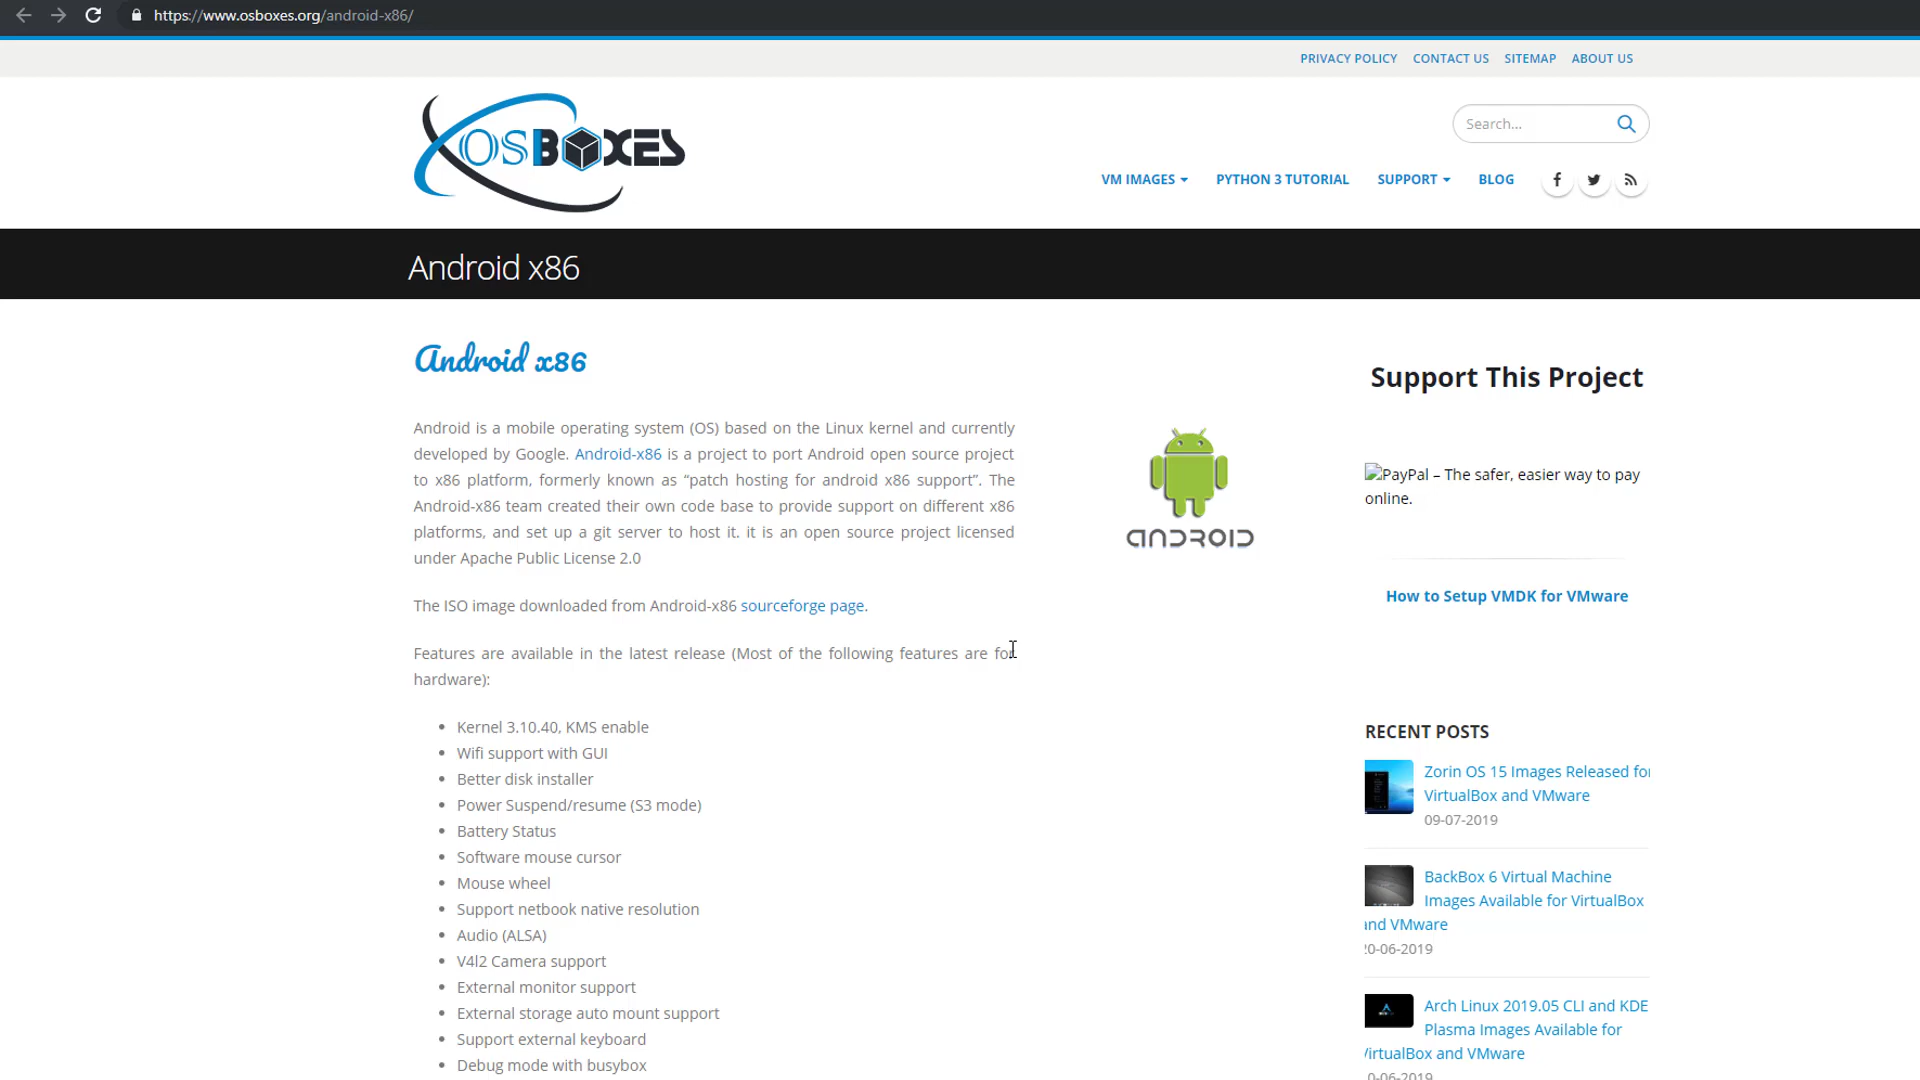 https://www.osboxes.org/android-x86/
PRIVACY POLICY CONTACT US SITEMAP ABOUT US
OSBOXES
Search...
VM IMAGES PYTHON 3 TUTORIAL SUPPORT BLOG
Android x86
Android x86
Android is a mobile operating system (OS) based on the Linux kernel and currently
developed by Google. Android-x86 is a project to port Android open source project
to x86 platform, formerly known as “patch hosting for android x86 support”. The
Android-x86 team created their own code base to provide support on different x86
platforms, and set up a git server to host it. it is an open source project licensed
under Apache Public License 2.0
The ISO image downloaded from Android-x86 sourceforge page.
Features are available in the latest release (Most of the following features are for
hardware):
Kernel 3.10.40, KMS enable
Wifi support with GUI
Better disk installer
Power Suspend/resume (S3 mode)
Battery Status
Software mouse cursor
Mouse wheel
Support netbook native resolution
Audio (ALSA)
V4l2 Camera support
External monitor support
External storage auto mount support
Support external keyboard
Debug mode with busybox
ANDROID
Support This Project
PayPal – The safer, easier way to pay
online.
How to Setup VMDK for VMware
RECENT POSTS
Zorin OS 15 Images Released for
VirtualBox and VMware
09-07-2019
BackBox 6 Virtual Machine
Images Available for VirtualBox
and VMware
20-06-2019
Arch Linux 2019.05 CLI and KDE
Plasma Images Available for
VirtualBox and VMware